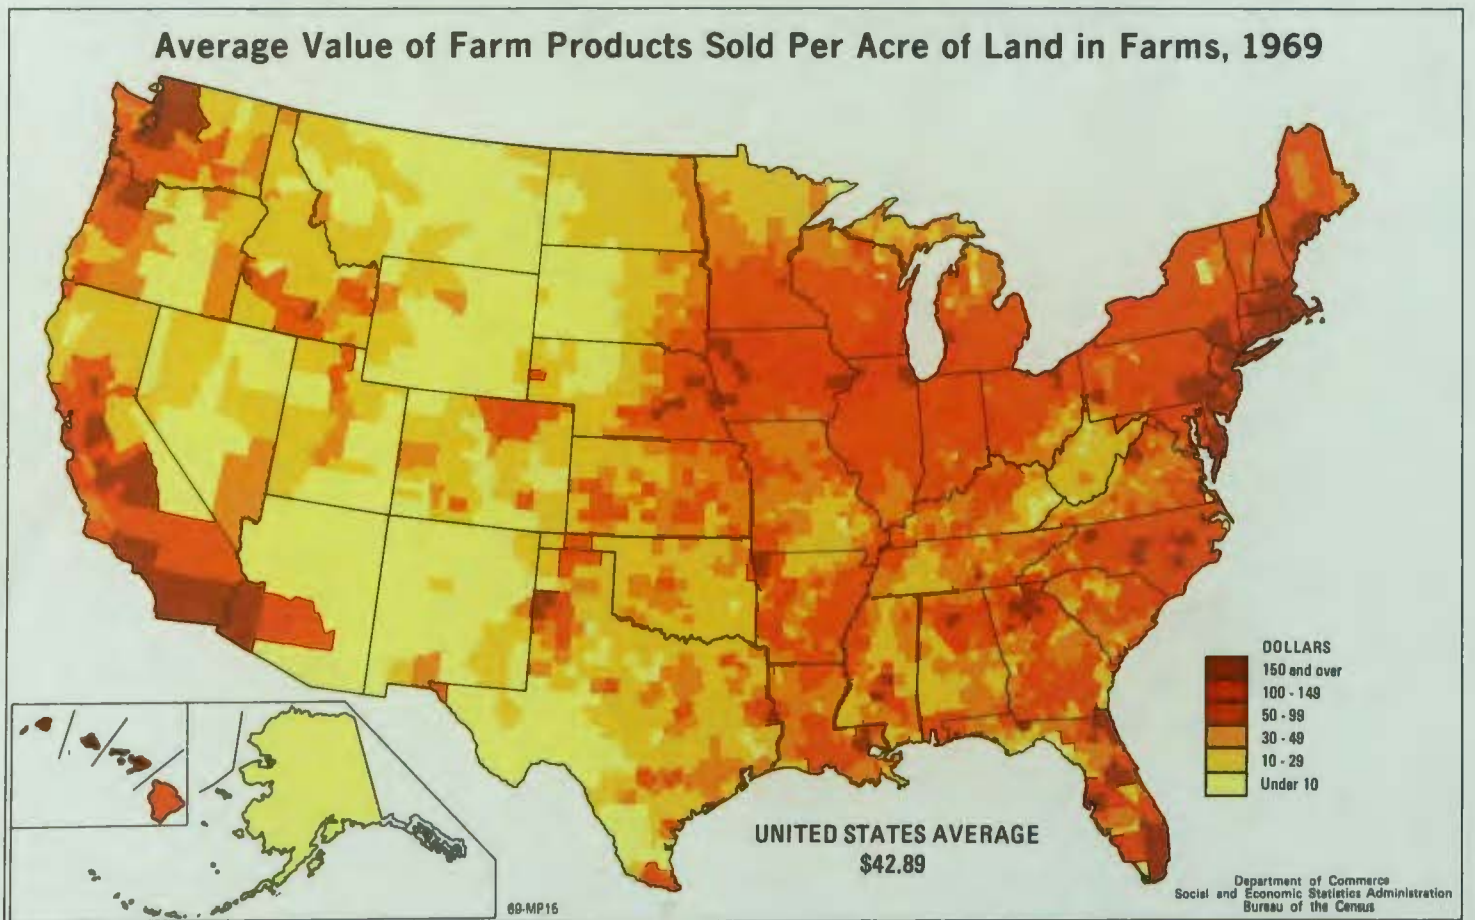 Average Value of Farm Products Sold Per Acre of Land in Farms, 1969
DOLLARS
150 and over
100 - 149
50 - 99
30 - 49
10 - 29
Under 10
UNITED STATES AVERAGE
$42.89
69-MP15
Department of Commerce
Social and Economic Statistics Administration
Bureau of the Census